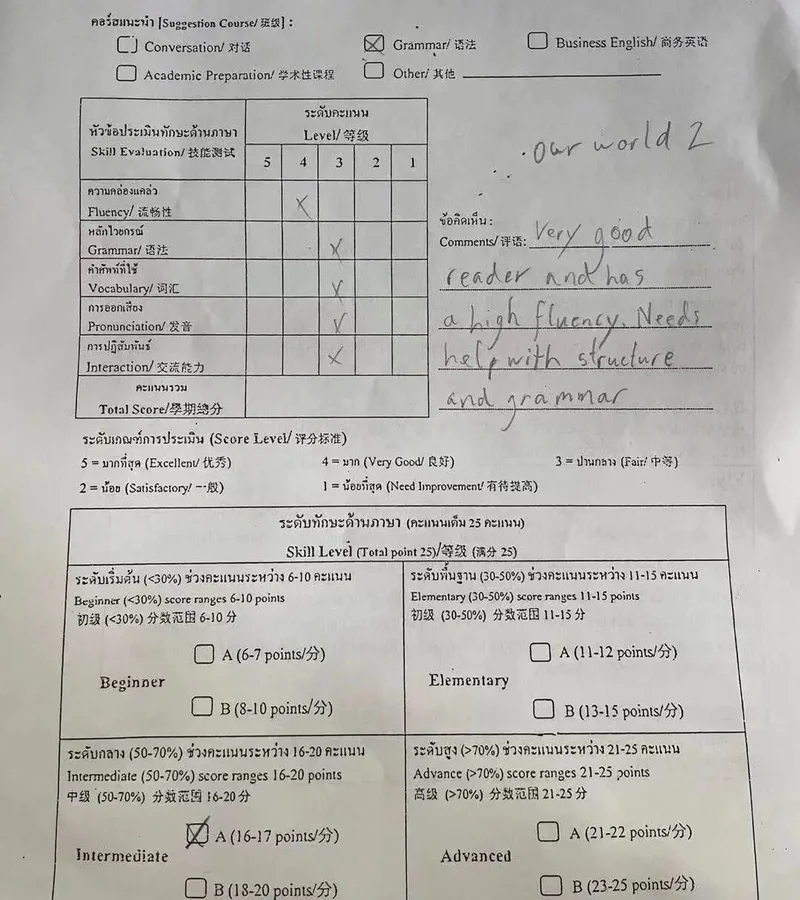 คอร์สแนะนำ [Suggestion Course/ 班级] :
Conversation/ 对话 Grammar/ 语法 Business English/ 商务英语
Academic Preparation/ 学术性课程 Other/ 其他
หัวข้อประเมินทักษะด้านภาษา
Skill Evaluation/ 技能测试
ระดับคะแนน
Level/ 等级
5 4 3 2 1
our world 2
ความคล่องแคล่ว
Fluency/ 流畅性
หลักไวยกรณ์
Grammar/ 语法
คำศัพท์ที่ใช้
Vocabulary/ 词汇
การออกเสียง
Pronunciation/ 发音
การปฏิสัมพันธ์
Interaction/ 交流能力
คะแนนรวม
Total Score/學期總分
ข้อคิดเห็น :
Comments/ 评语: Very good
reader and has
a high fluency. Needs
help with structure
and grammar
ระดับเกณฑ์การประเมิน (Score Level/ 评分标准)
5 = มากที่สุด (Excellent/ 优秀) 4 = มาก (Very Good/ 良好) 3 = ปานกลาง (Fair/ 中等)
2 = น้อย (Satisfactory/ 一般) 1 = น้อยที่สุด (Need Improvement/ 有待提高)
ระดับทักษะด้านภาษา (คะแนนเต็ม 25 คะแนน)
Skill Level (Total point 25)/等级 (满分 25)
ระดับเริ่มต้น (<30%) ช่วงคะแนนระหว่าง 6-10 คะแนน
Beginner (<30%) score ranges 6-10 points
初级 (<30%) 分数范围 6-10 分
A (6-7 points/分)
Beginner
B (8-10 points/分)
ระดับพื้นฐาน (30-50%) ช่วงคะแนนระหว่าง 11-15 คะแนน
Elementary (30-50%) score ranges 11-15 points
初级 (30-50%) 分数范围 11-15 分
A (11-12 points/分)
Elementary
B (13-15 points/分)
ระดับกลาง (50-70%) ช่วงคะแนนระหว่าง 16-20 คะแนน
Intermediate (50-70%) score ranges 16-20 points
中级 (50-70%) 分数范围 16-20 分
A (16-17 points/分)
Intermediate
B (18-20 points/分)
ระดับสูง (>70%) ช่วงคะแนนระหว่าง 21-25 คะแนน
Advance (>70%) score ranges 21-25 points
高级 (>70%) 分数范围 21-25 分
A (21-22 points/分)
Advanced
B (23-25 points/分)